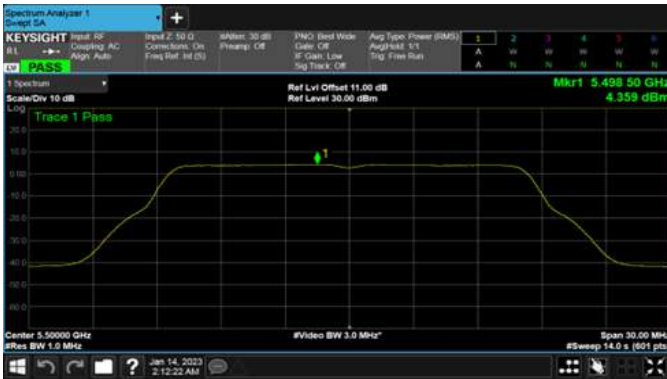 Spectrum Analyzer 1
Swept SA
+
KEYSIGHT Input: RF Input Z: 50 Ω #Atten: 30 dB PNO: Best Wide Avg Type: Power (RMS) 1 2 3 4 5 6
RL Coupling: AC Corrections: On Preamp: Off Gate: Off Avg|Hold: 1/1 A W W W W W
Align: Auto Freq Ref: Int (S) IF Gain: Low Trig: Free Run
PASS Sig Track: Off A N N N N N
1 Spectrum
Scale/Div 10 dB
Ref Lvl Offset 11.00 dB
Ref Level 30.00 dBm
Mkr1 5.498 50 GHz
4.359 dBm
Log
Trace 1 Pass
20.0
10.0
0.00
-10.0
-20.0
-30.0
-40.0
-50.0
-60.0
1
Center 5.50000 GHz
#Res BW 1.0 MHz
#Video BW 3.0 MHz*
Span 30.00 MHz
#Sweep 14.0 s (601 pts)
?
Jan 14, 2023
2:12:22 AM